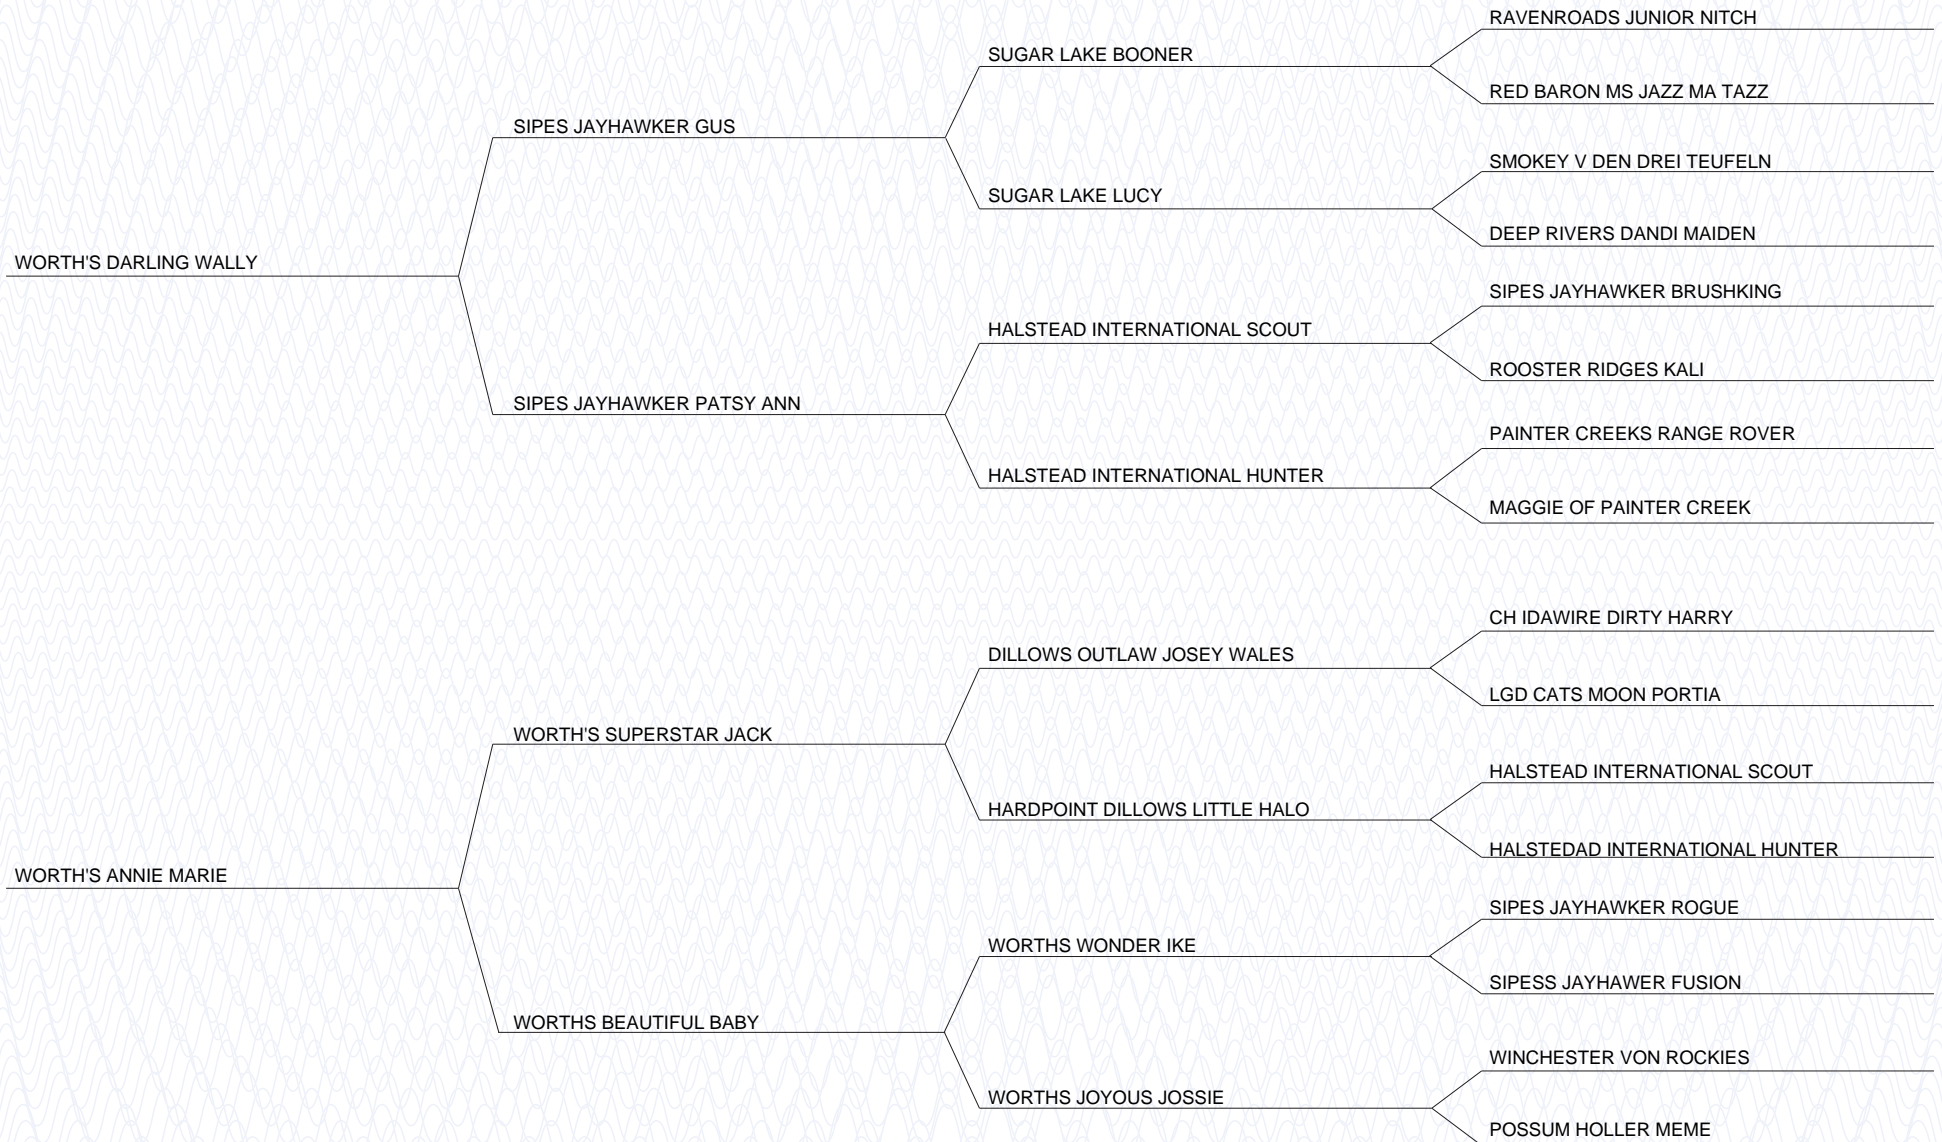 RAVENROADS JUNIOR NITCH
SUGAR LAKE BOONER
RED BARON MS JAZZ MA TAZZ
SIPES JAYHAWKER GUS
SMOKEY V DEN DREI TEUFELN
SUGAR LAKE LUCY
DEEP RIVERS DANDI MAIDEN
WORTH'S DARLING WALLY
SIPES JAYHAWKER BRUSHKING
HALSTEAD INTERNATIONAL SCOUT
ROOSTER RIDGES KALI
SIPES JAYHAWKER PATSY ANN
PAINTER CREEKS RANGE ROVER
HALSTEAD INTERNATIONAL HUNTER
MAGGIE OF PAINTER CREEK
CH IDAWIRE DIRTY HARRY
DILLOWS OUTLAW JOSEY WALES
LGD CATS MOON PORTIA
WORTH'S SUPERSTAR JACK
HALSTEAD INTERNATIONAL SCOUT
HARDPOINT DILLOWS LITTLE HALO
HALSTEDAD INTERNATIONAL HUNTER
WORTH'S ANNIE MARIE
SIPES JAYHAWKER ROGUE
WORTHS WONDER IKE
SIPESS JAYHAWER FUSION
WORTHS BEAUTIFUL BABY
WINCHESTER VON ROCKIES
WORTHS JOYOUS JOSSIE
POSSUM HOLLER MEME